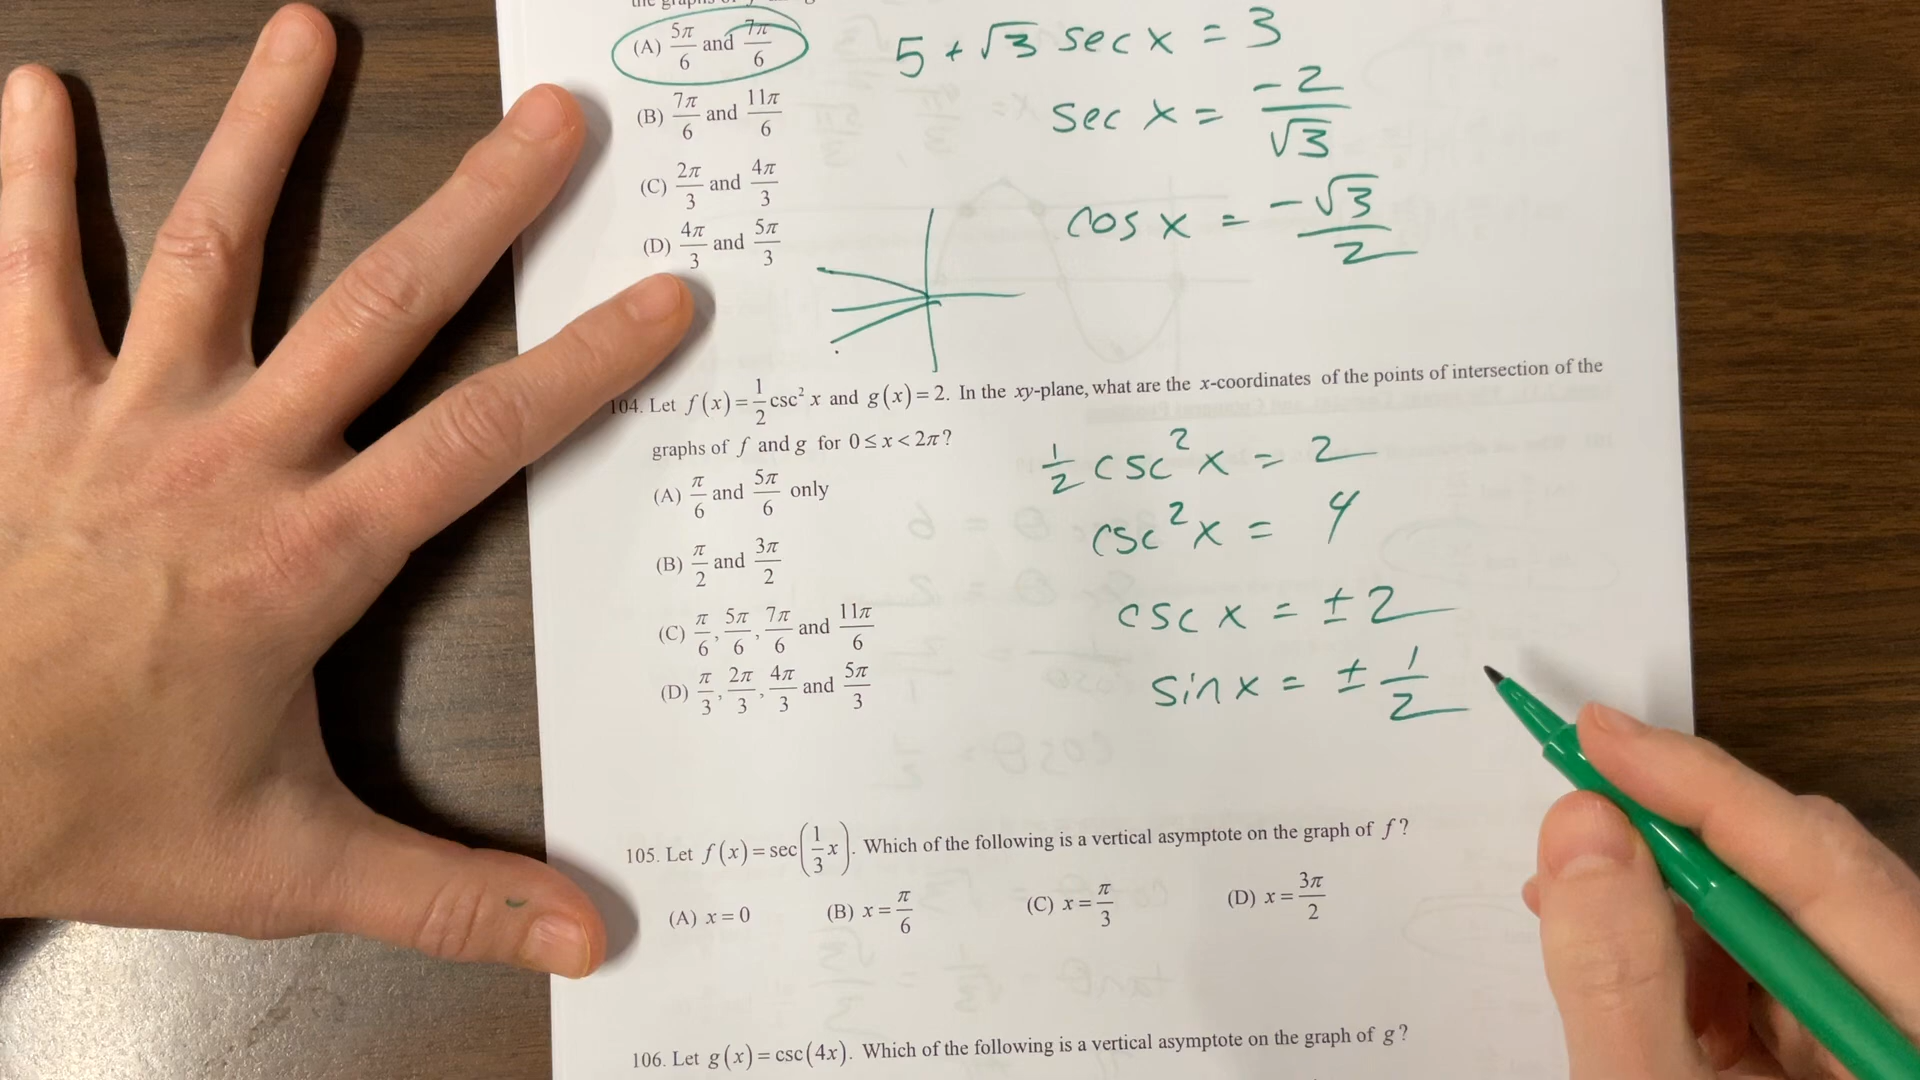 the graphs of
(A) 5π/6 and 7π/6
5 + √3 sec x = 3
(B) 7π/6 and 11π/6
sec x = -2/√3
(C) 2π/3 and 4π/3
cos x = -√3/2
(D) 4π/3 and 5π/3
104. Let f(x) = 1/2 csc² x and g(x) = 2. In the xy-plane, what are the x-coordinates of the points of intersection of the
graphs of f and g for 0 ≤ x < 2π?
1/2 csc² x = 2
(A) π/6 and 5π/6 only
csc² x = 4
(B) π/2 and 3π/2
csc x = ±2
(C) π/6, 5π/6, 7π/6 and 11π/6
sin x = ± 1/2
(D) π/3, 2π/3, 4π/3 and 5π/3
105. Let f(x) = sec(1/3 x). Which of the following is a vertical asymptote on the graph of f?
(A) x = 0 (B) x = π/6 (C) x = π/3 (D) x = 3π/2
106. Let g(x) = csc(4x). Which of the following is a vertical asymptote on the graph of g?